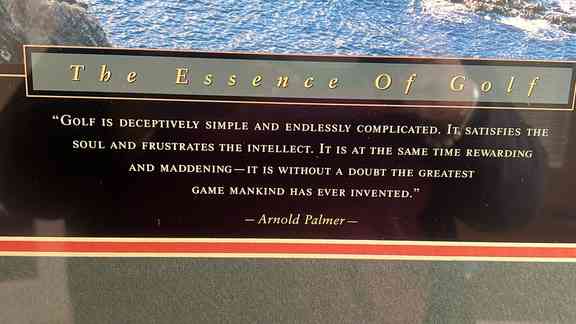 The Essence Of Golf
“GOLF IS DECEPTIVELY SIMPLE AND ENDLESSLY COMPLICATED. IT SATISFIES THE
SOUL AND FRUSTRATES THE INTELLECT. IT IS AT THE SAME TIME REWARDING
AND MADDENING—IT IS WITHOUT A DOUBT THE GREATEST
GAME MANKIND HAS EVER INVENTED.”
—Arnold Palmer—